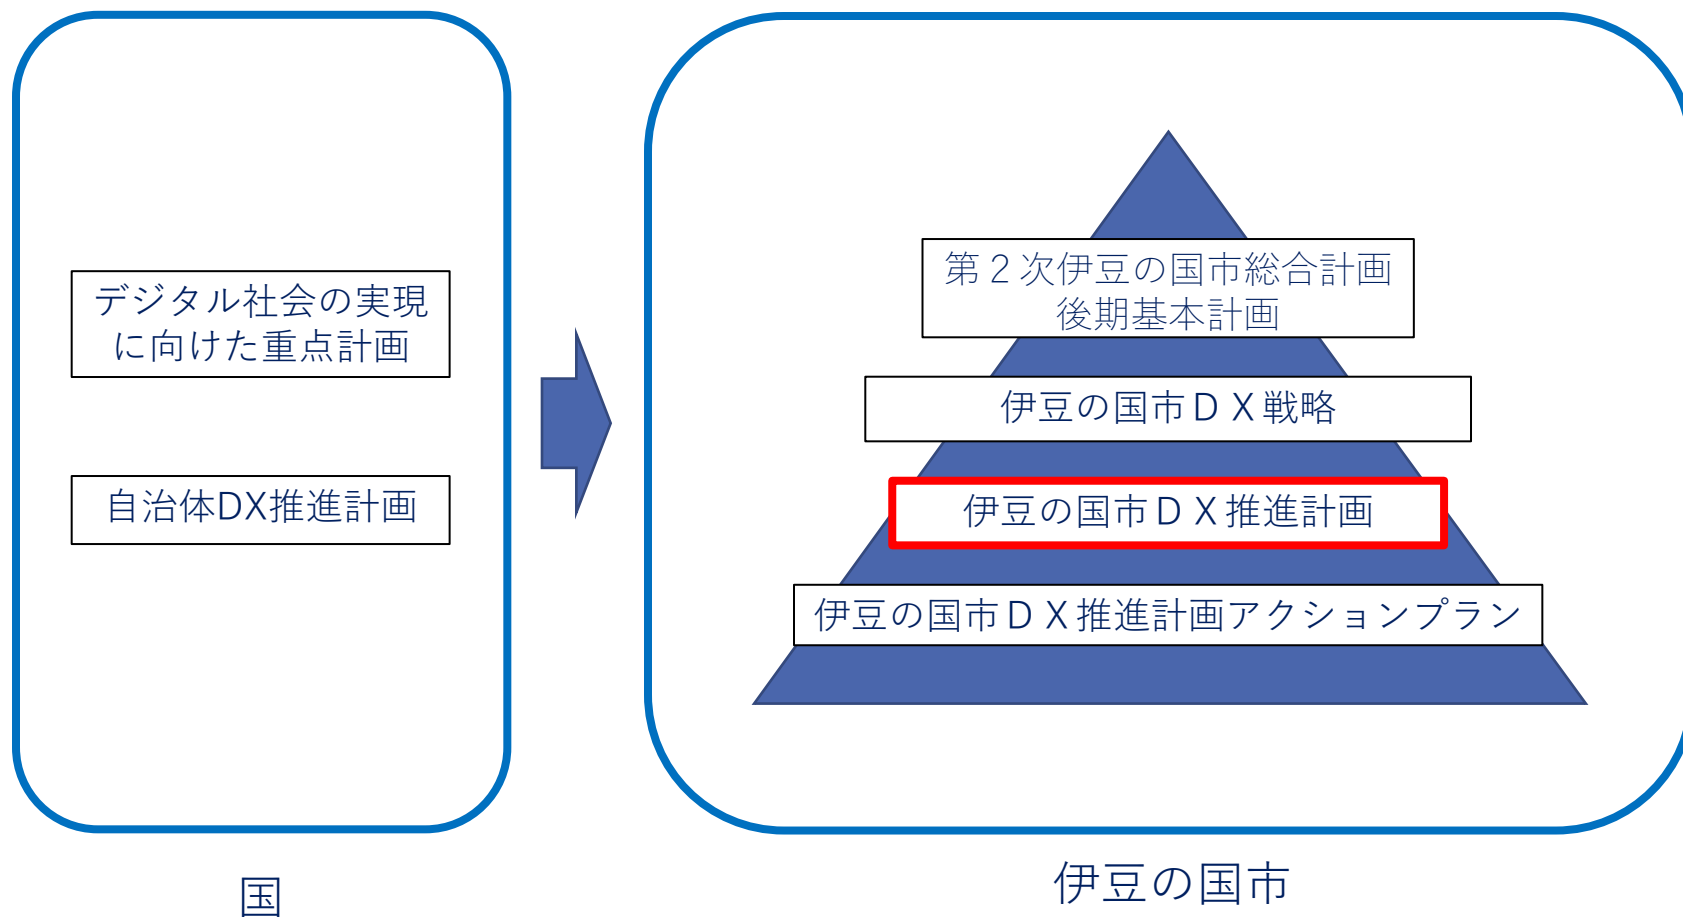 デジタル社会の実現
に向けた重点計画
自治体DX推進計画
国
第２次伊豆の国市総合計画
後期基本計画
伊豆の国市ＤＸ戦略
伊豆の国市ＤＸ推進計画
伊豆の国市ＤＸ推進計画アクションプラン
伊豆の国市